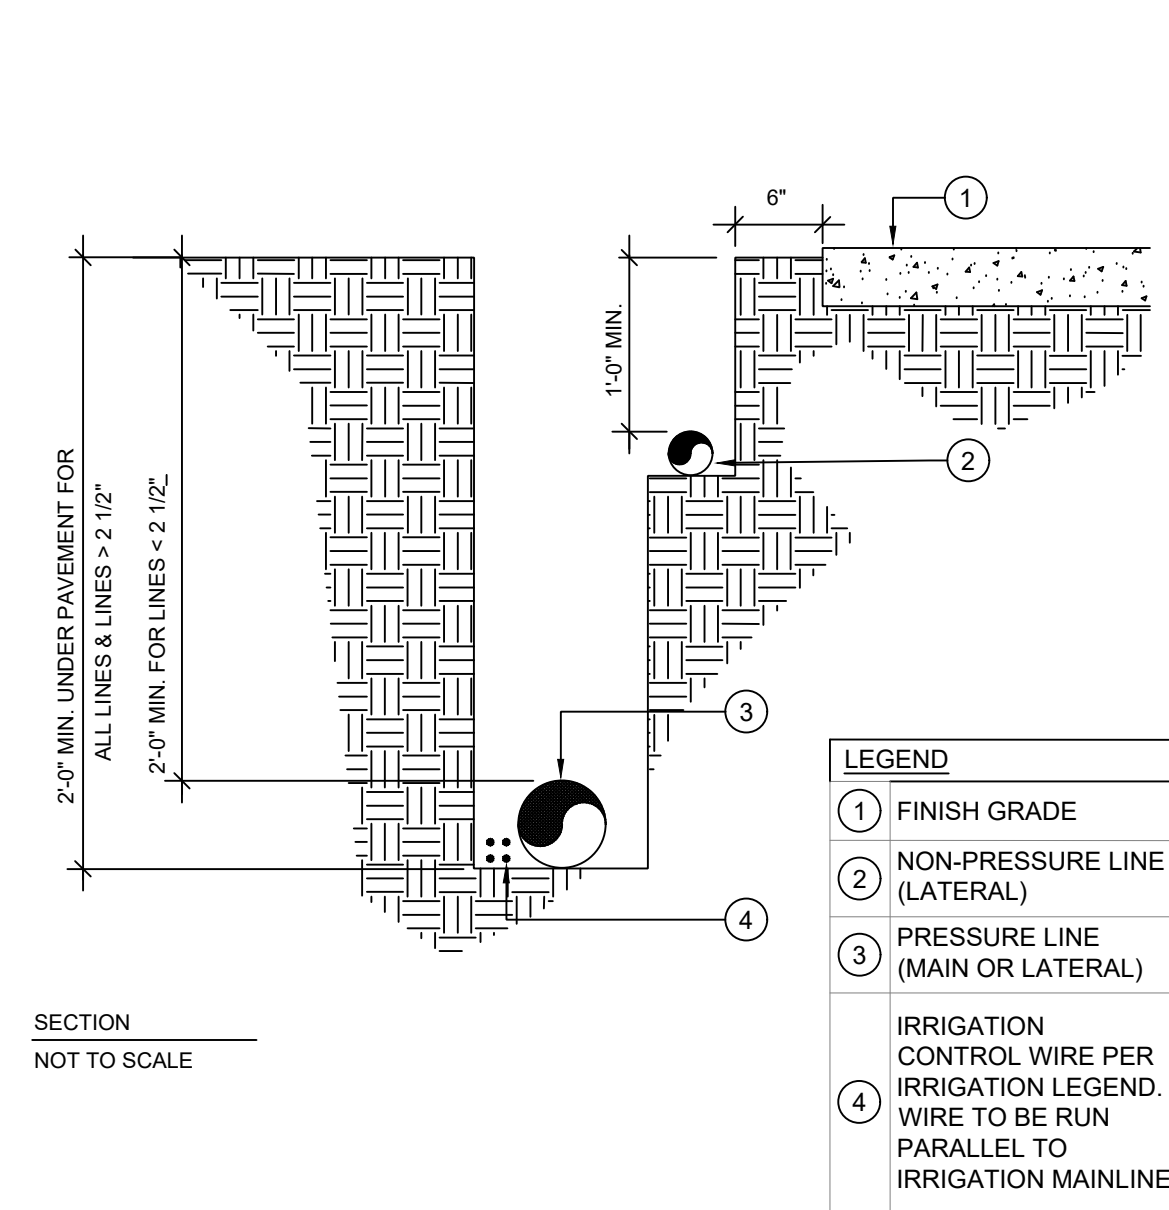 6"
1
1'-0" MIN.
2
2'-0" MIN. UNDER PAVEMENT FOR
ALL LINES & LINES > 2 1/2"
2'-0" MIN. FOR LINES < 2 1/2"
3
4
SECTION
NOT TO SCALE
LEGEND
1 FINISH GRADE
2 NON-PRESSURE LINE
(LATERAL)
3 PRESSURE LINE
(MAIN OR LATERAL)
4 IRRIGATION
CONTROL WIRE PER
IRRIGATION LEGEND.
WIRE TO BE RUN
PARALLEL TO
IRRIGATION MAINLINE